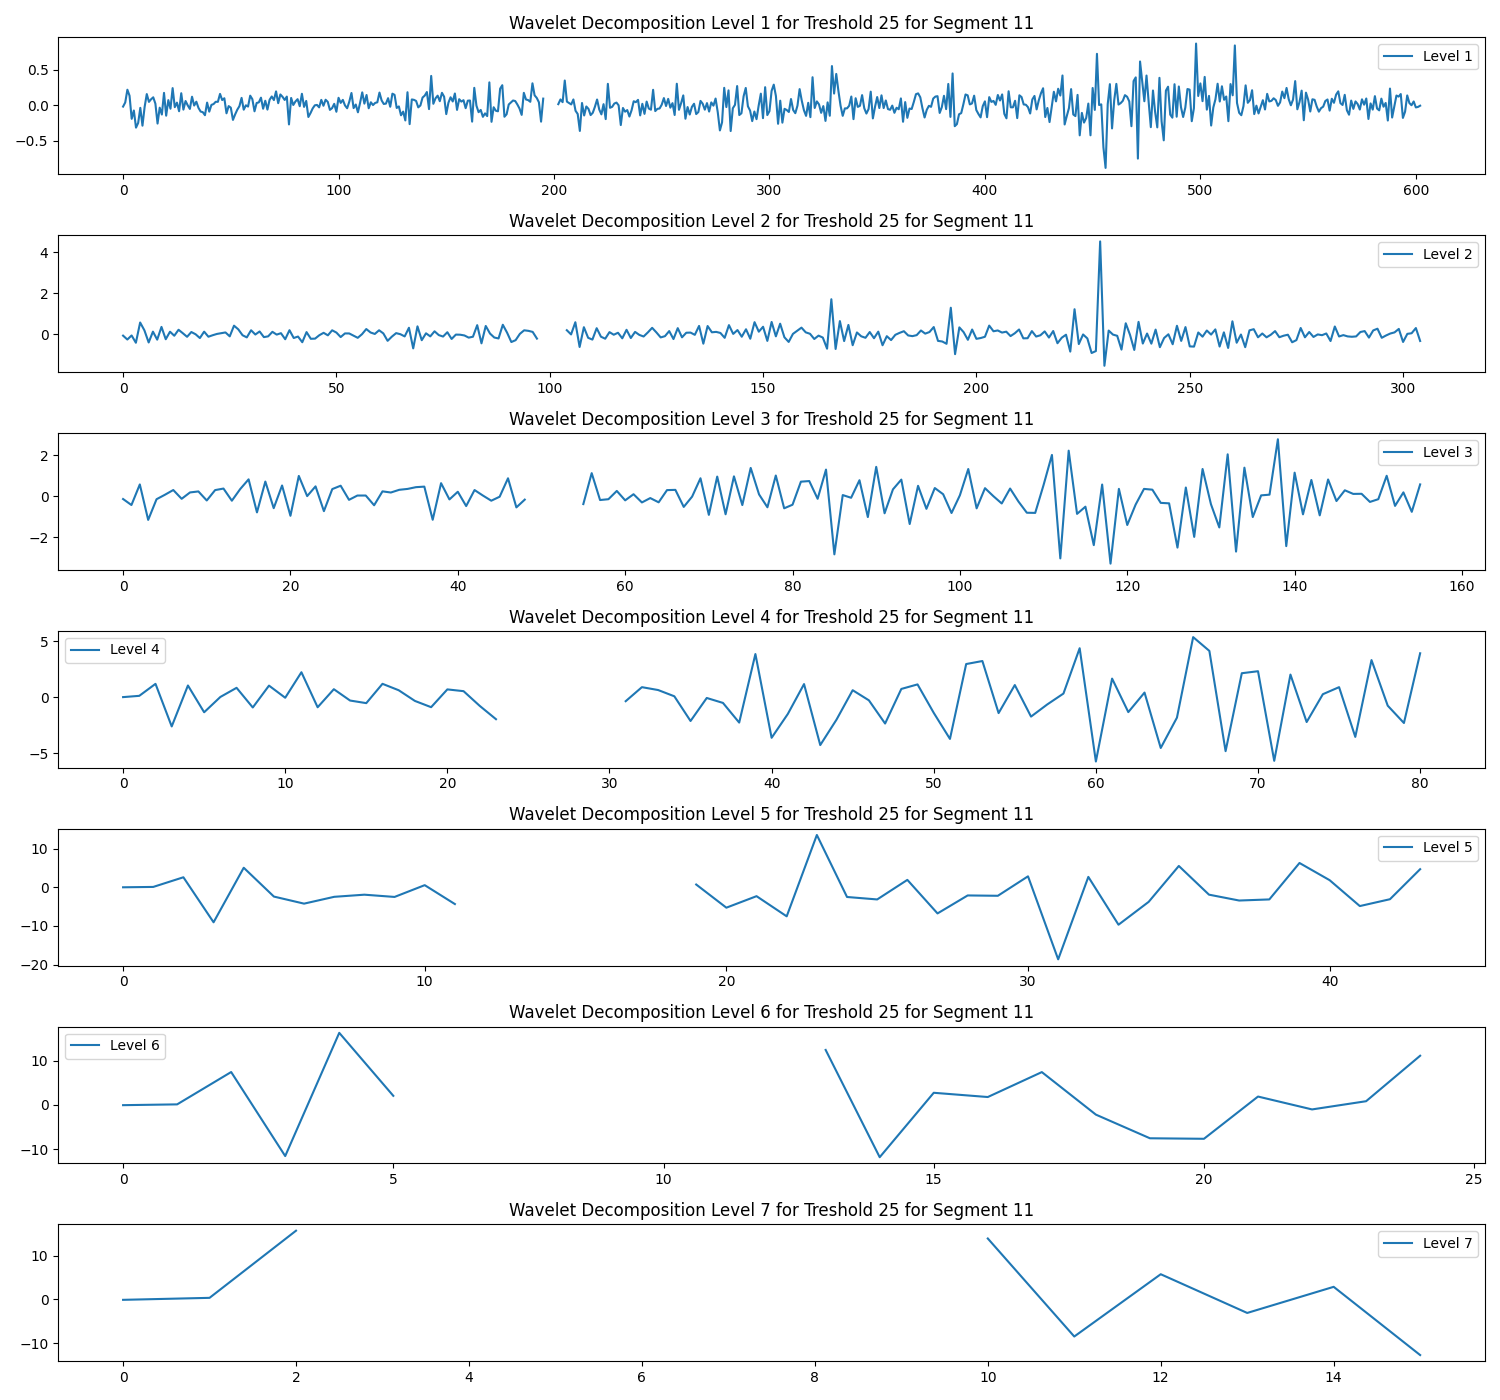 Wavelet Decomposition Level 1 for Treshold 25 for Segment 11
Level 1
0.5
0.0
−0.5
0 100 200 300 400 500 600
Wavelet Decomposition Level 2 for Treshold 25 for Segment 11
Level 2
4
2
0
0 50 100 150 200 250 300
Wavelet Decomposition Level 3 for Treshold 25 for Segment 11
Level 3
2
0
−2
0 20 40 60 80 100 120 140 160
Wavelet Decomposition Level 4 for Treshold 25 for Segment 11
Level 4
5
0
−5
0 10 20 30 40 50 60 70 80
Wavelet Decomposition Level 5 for Treshold 25 for Segment 11
Level 5
10
0
−10
−20
0 10 20 30 40
Wavelet Decomposition Level 6 for Treshold 25 for Segment 11
Level 6
10
0
−10
0 5 10 15 20 25
Wavelet Decomposition Level 7 for Treshold 25 for Segment 11
Level 7
10
0
−10
0 2 4 6 8 10 12 14